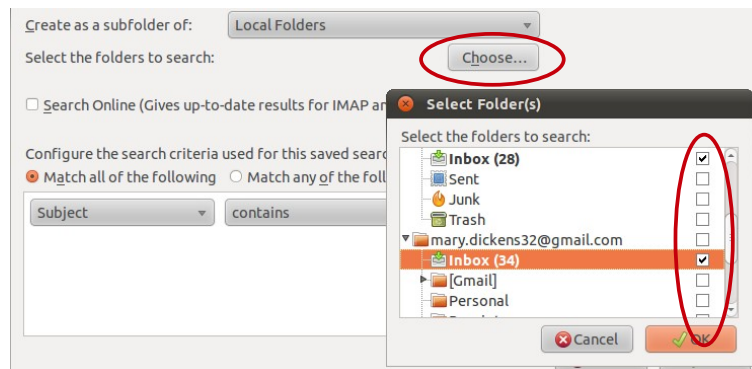 Create as a subfolder of: Local Folders
Select the folders to search: Choose...
Search Online (Gives up-to-date results for IMAP
Configure the search criteria used for this saved
Match all of the following Match any of the
Subject contains
Select Folder(s)
Select the folders to search:
Inbox (28)
Sent
Junk
Trash
mary.dickens32@gmail.com
Inbox (34)
[Gmail]
Personal
Cancel OK